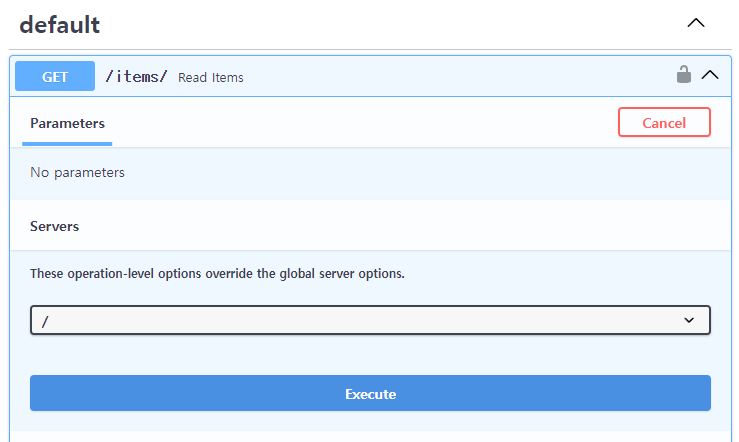 default
GET /items/ Read Items
Parameters Cancel
No parameters
Servers
These operation-level options override the global server options.
/
Execute